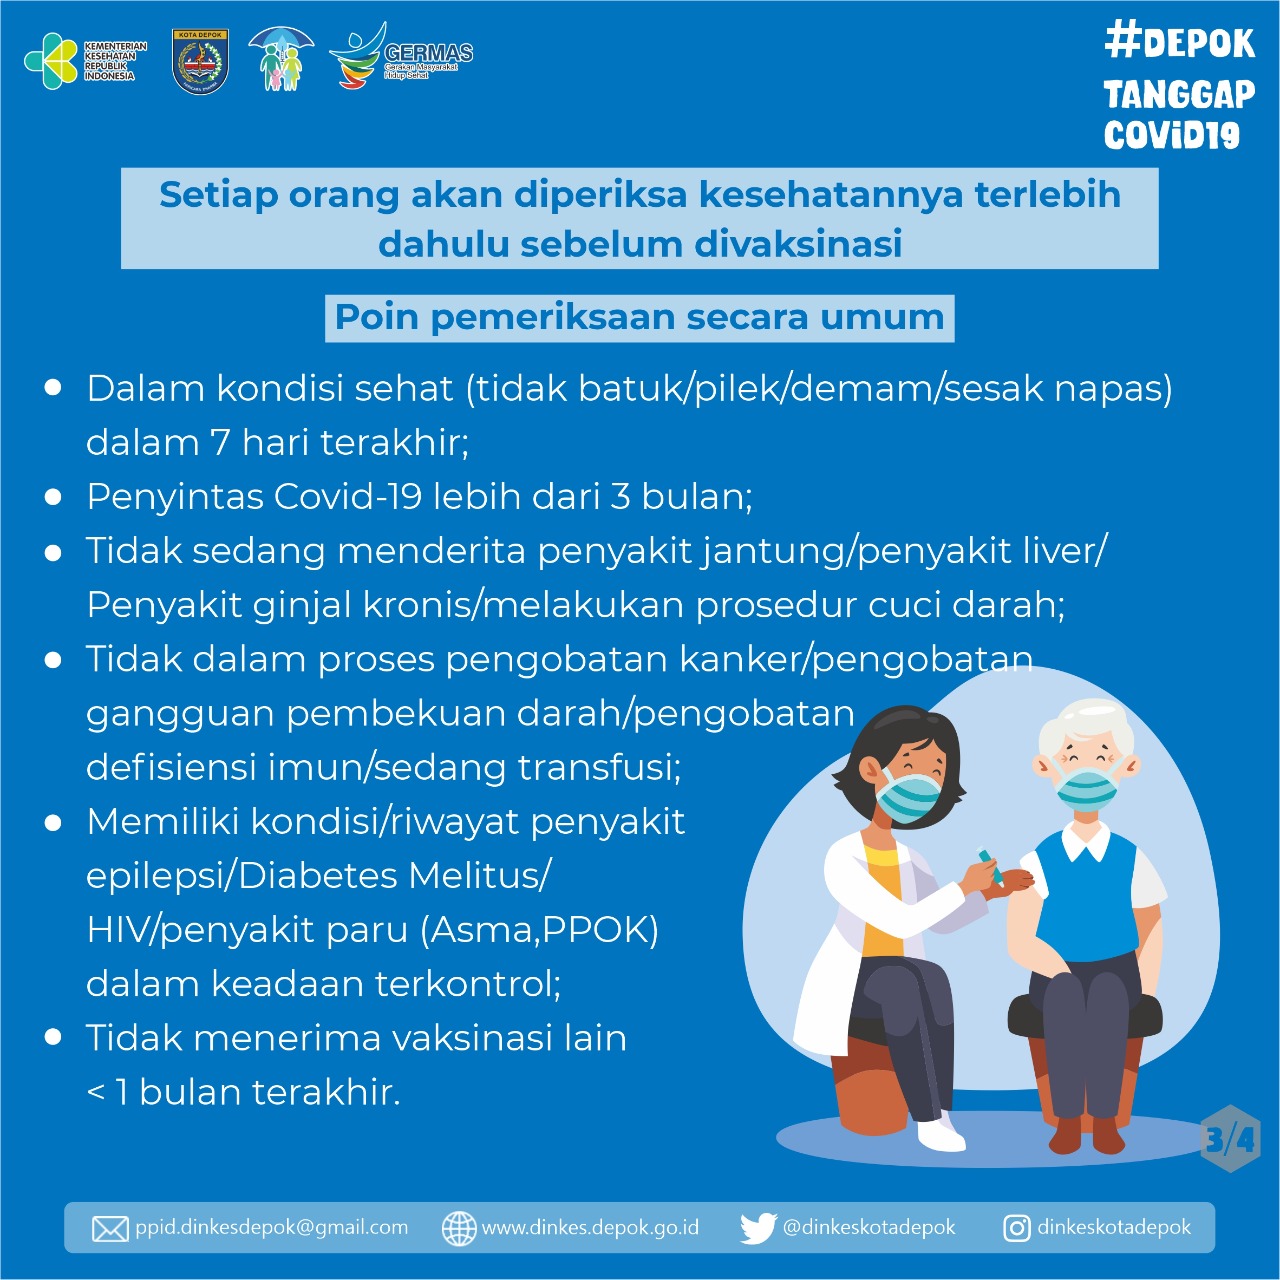 KEMENTERIAN
KESEHATAN
REPUBLIK
INDONESIA
KOTA DEPOK
GERMAS
Gerakan Masyarakat
Hidup Sehat
#DEPOK
TANGGAP
COViD19
Setiap orang akan diperiksa kesehatannya terlebih
dahulu sebelum divaksinasi
Poin pemeriksaan secara umum
• Dalam kondisi sehat (tidak batuk/pilek/demam/sesak napas)
dalam 7 hari terakhir;
• Penyintas Covid-19 lebih dari 3 bulan;
• Tidak sedang menderita penyakit jantung/penyakit liver/
Penyakit ginjal kronis/melakukan prosedur cuci darah;
• Tidak dalam proses pengobatan kanker/pengobatan
gangguan pembekuan darah/pengobatan
defisiensi imun/sedang transfusi;
• Memiliki kondisi/riwayat penyakit
epilepsi/Diabetes Melitus/
HIV/penyakit paru (Asma,PPOK)
dalam keadaan terkontrol;
• Tidak menerima vaksinasi lain
< 1 bulan terakhir.
3/4
ppid.dinkesdepok@gmail.com
www.dinkes.depok.go.id
@dinkeskotadepok
dinkeskotadepok